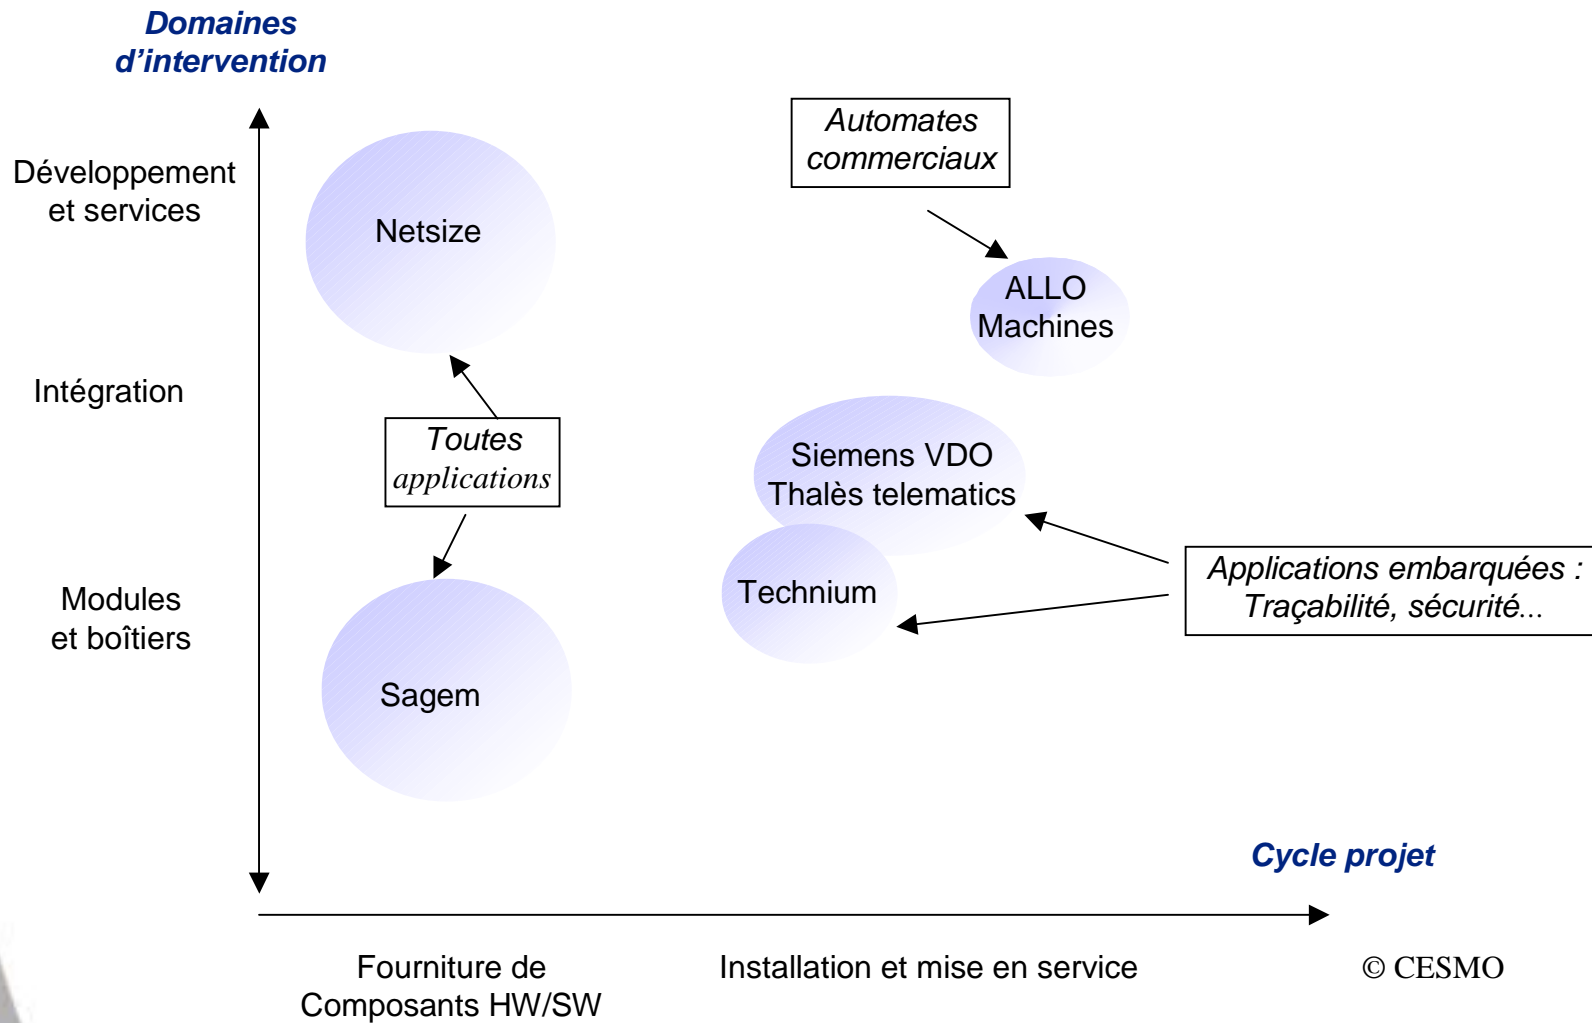 Domaines
d'intervention
Automates
commerciaux
Développement
et services
Netsize
ALLO
Machines
Intégration
Toutes
applications
Siemens VDO
Thalès telematics
Applications embarquées :
Traçabilité, sécurité...
Technium
Modules
et boîtiers
Sagem
Cycle projet
Fourniture de
Composants HW/SW
Installation et mise en service
© CESMO